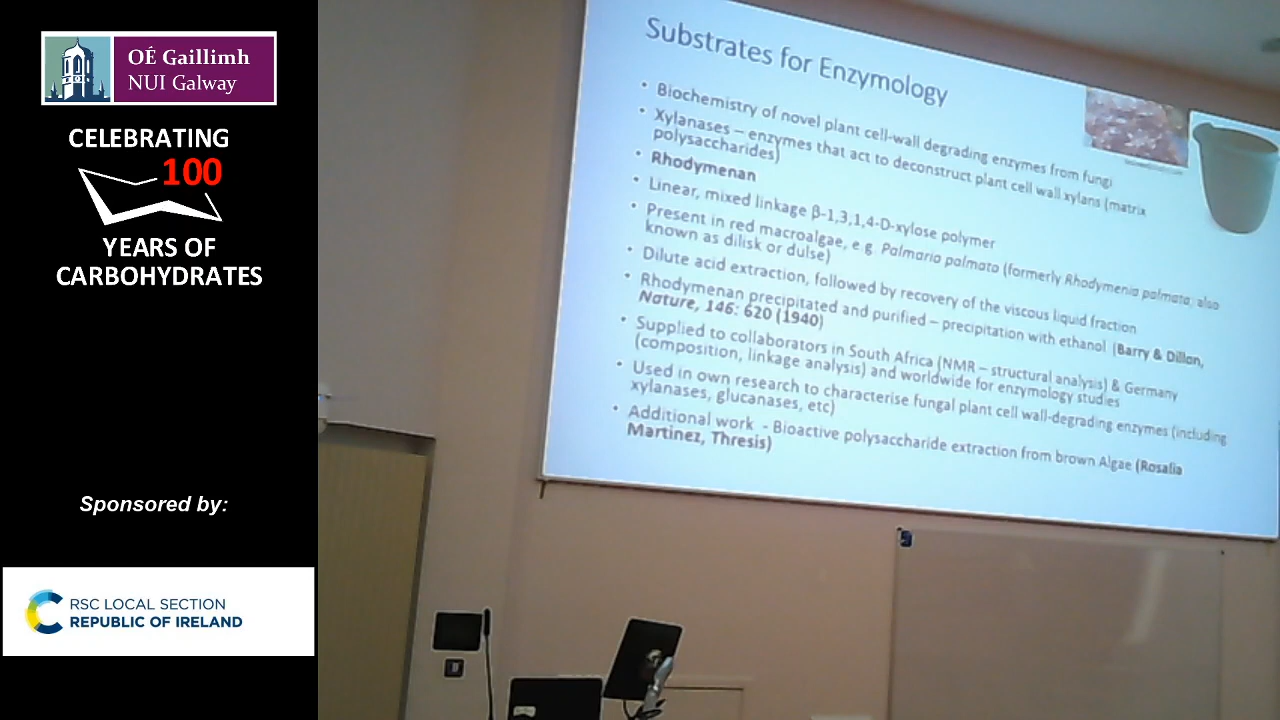 OÉ Gaillimh
NUI Galway
CELEBRATING
100
YEARS OF
CARBOHYDRATES
Sponsored by:
RSC LOCAL SECTION
REPUBLIC OF IRELAND
Substrates for Enzymology
• Biochemistry of novel plant cell-wall degrading enzymes from fungi
• Xylanases – enzymes that act to deconstruct plant cell wall xylans (matrix
polysaccharides)
• Rhodymenan
• Linear, mixed linkage β-1,3,1,4-D-xylose polymer
• Present in red macroalgae, e.g. Palmaria palmata (formerly Rhodymenia palmata; also
known as dilisk or dulse)
• Dilute acid extraction, followed by recovery of the viscous liquid fraction
• Rhodymenan precipitated and purified – precipitation with ethanol (Barry & Dillon,
Nature, 146: 620 (1940)
• Supplied to collaborators in South Africa (NMR – structural analysis) & Germany
(composition, linkage analysis) and worldwide for enzymology studies
• Used in own research to characterise fungal plant cell wall-degrading enzymes (including
xylanases, glucanases, etc)
• Additional work - Bioactive polysaccharide extraction from brown Algae (Rosalia
Martinez, Thresis)